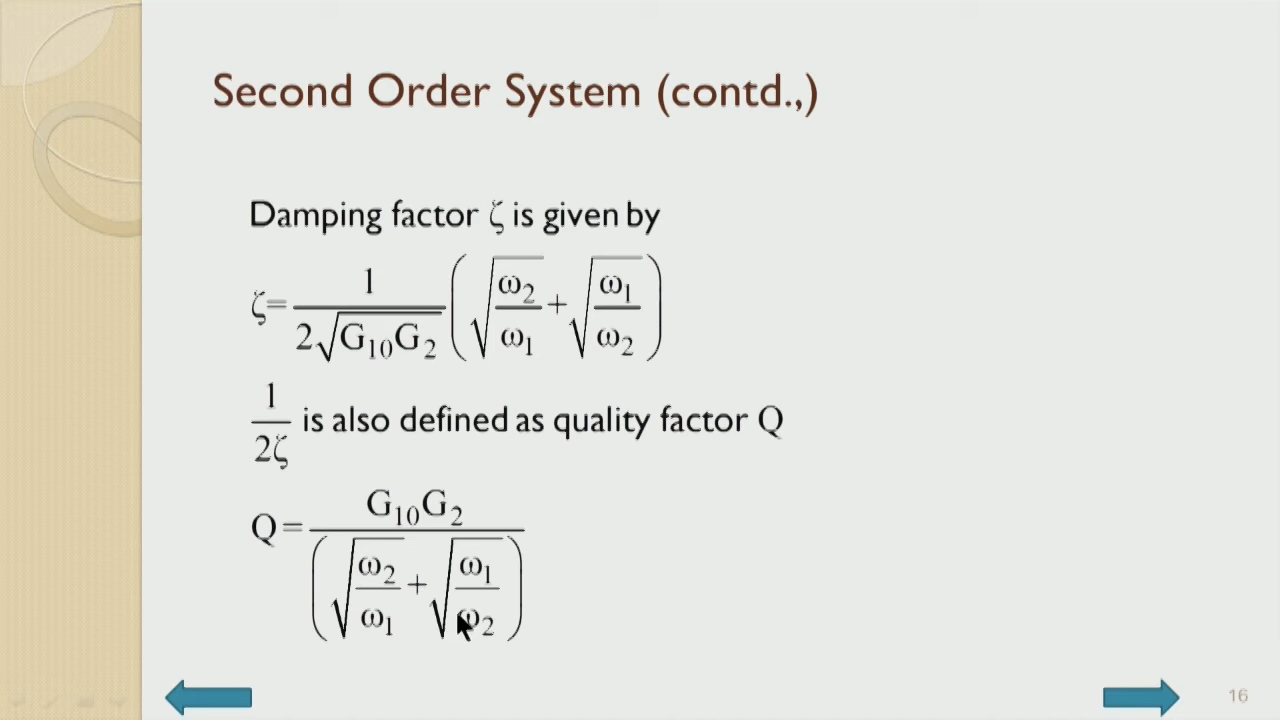 Second Order System (contd.,)
Damping factor ζ is given by
ζ= 1 / 2√G₁₀G₂ (√ω₂/ω₁ + √ω₁/ω₂)
1/2ζ is also defined as quality factor Q
Q= G₁₀G₂ / (√ω₂/ω₁ + √ω₁/ω₂)
16